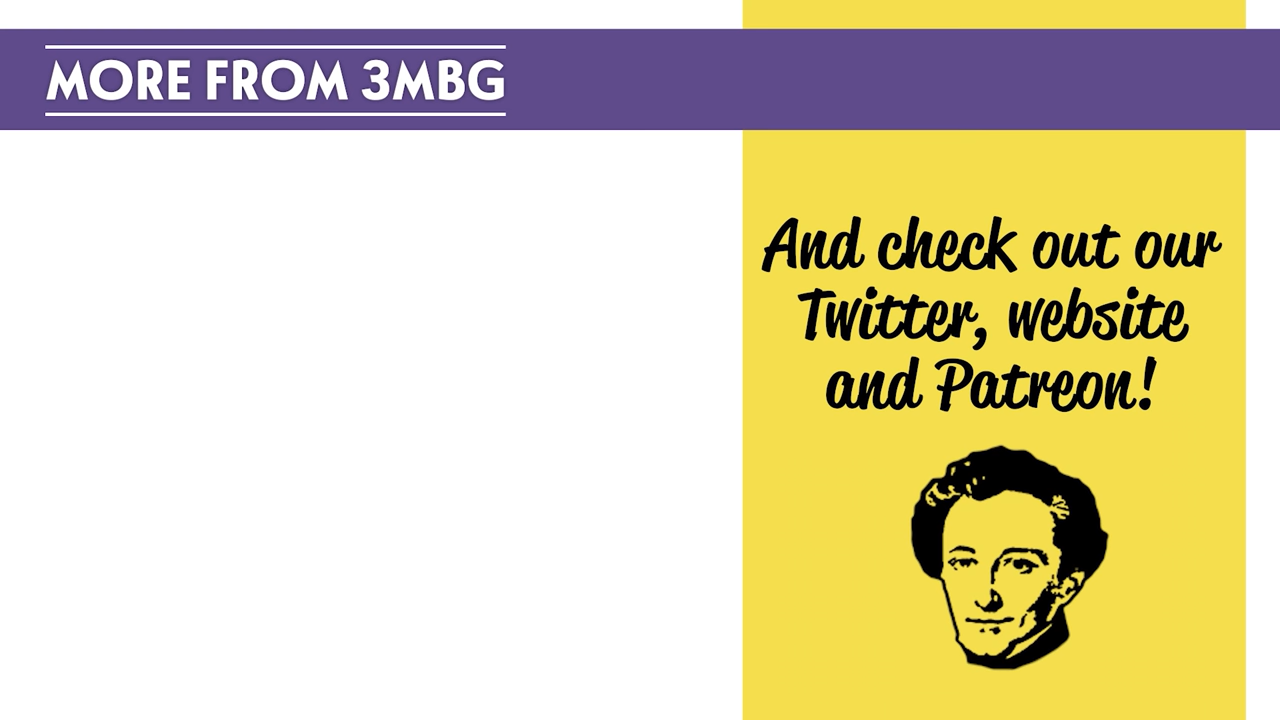 MORE FROM 3MBG
And check out our
Twitter, website
and Patreon!